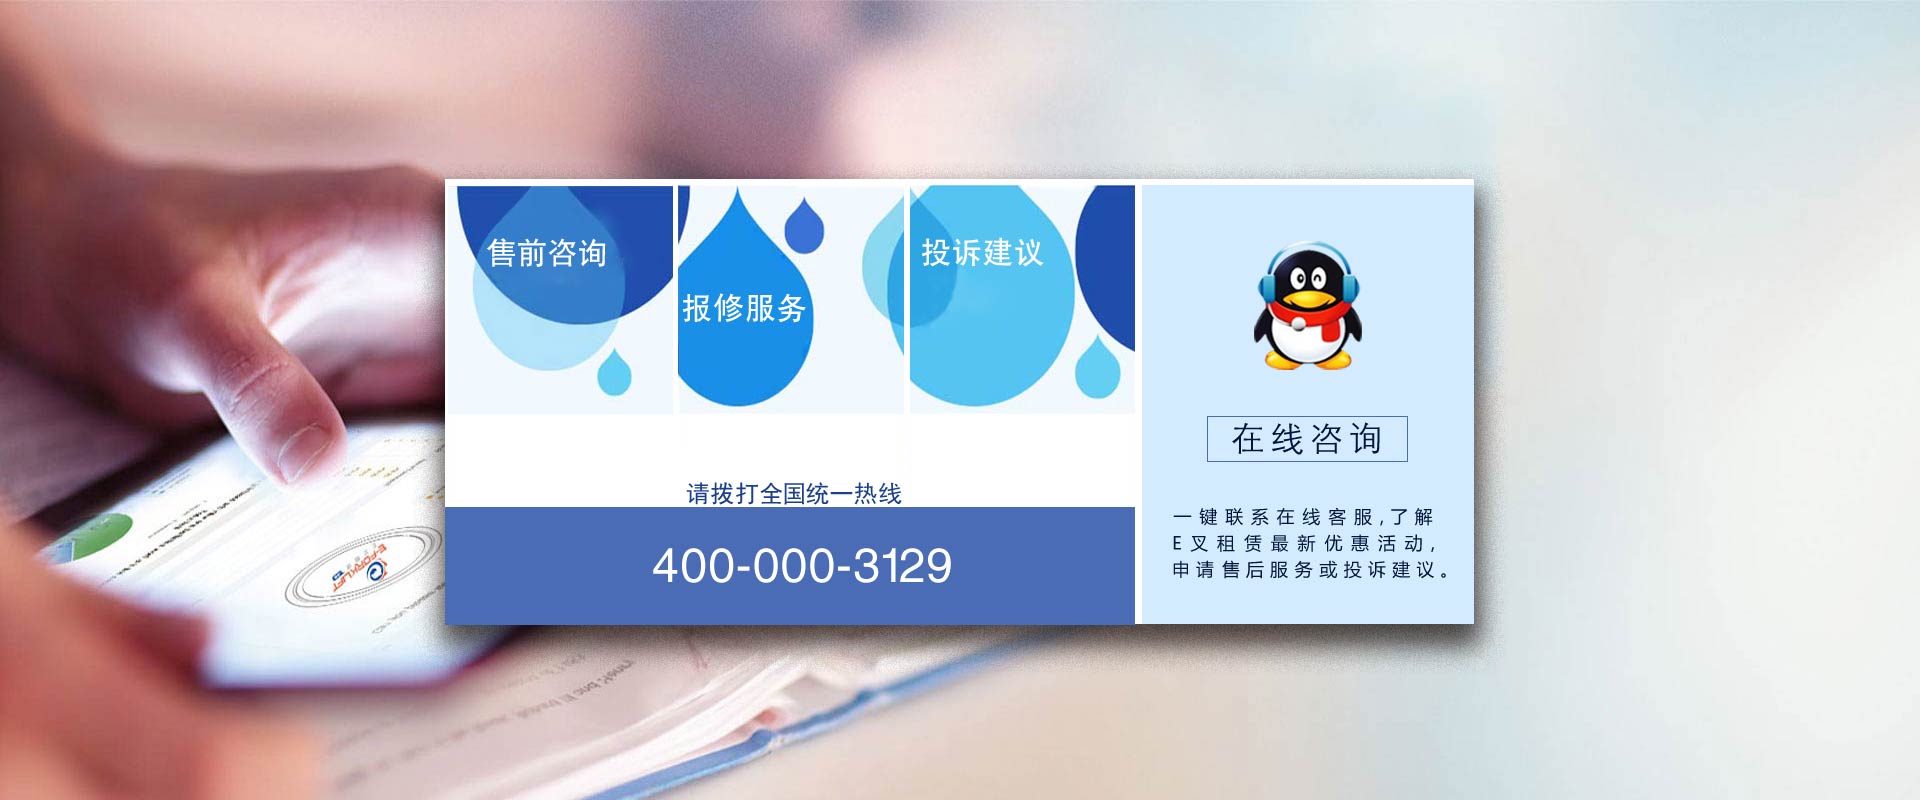 售前咨询
报修服务
投诉建议
请拨打全国统一热线
400-000-3129
在线咨询
一键联系在线客服,了解
E叉租赁最新优惠活动,
申请售后服务或投诉建议。
E-FORKLIFT